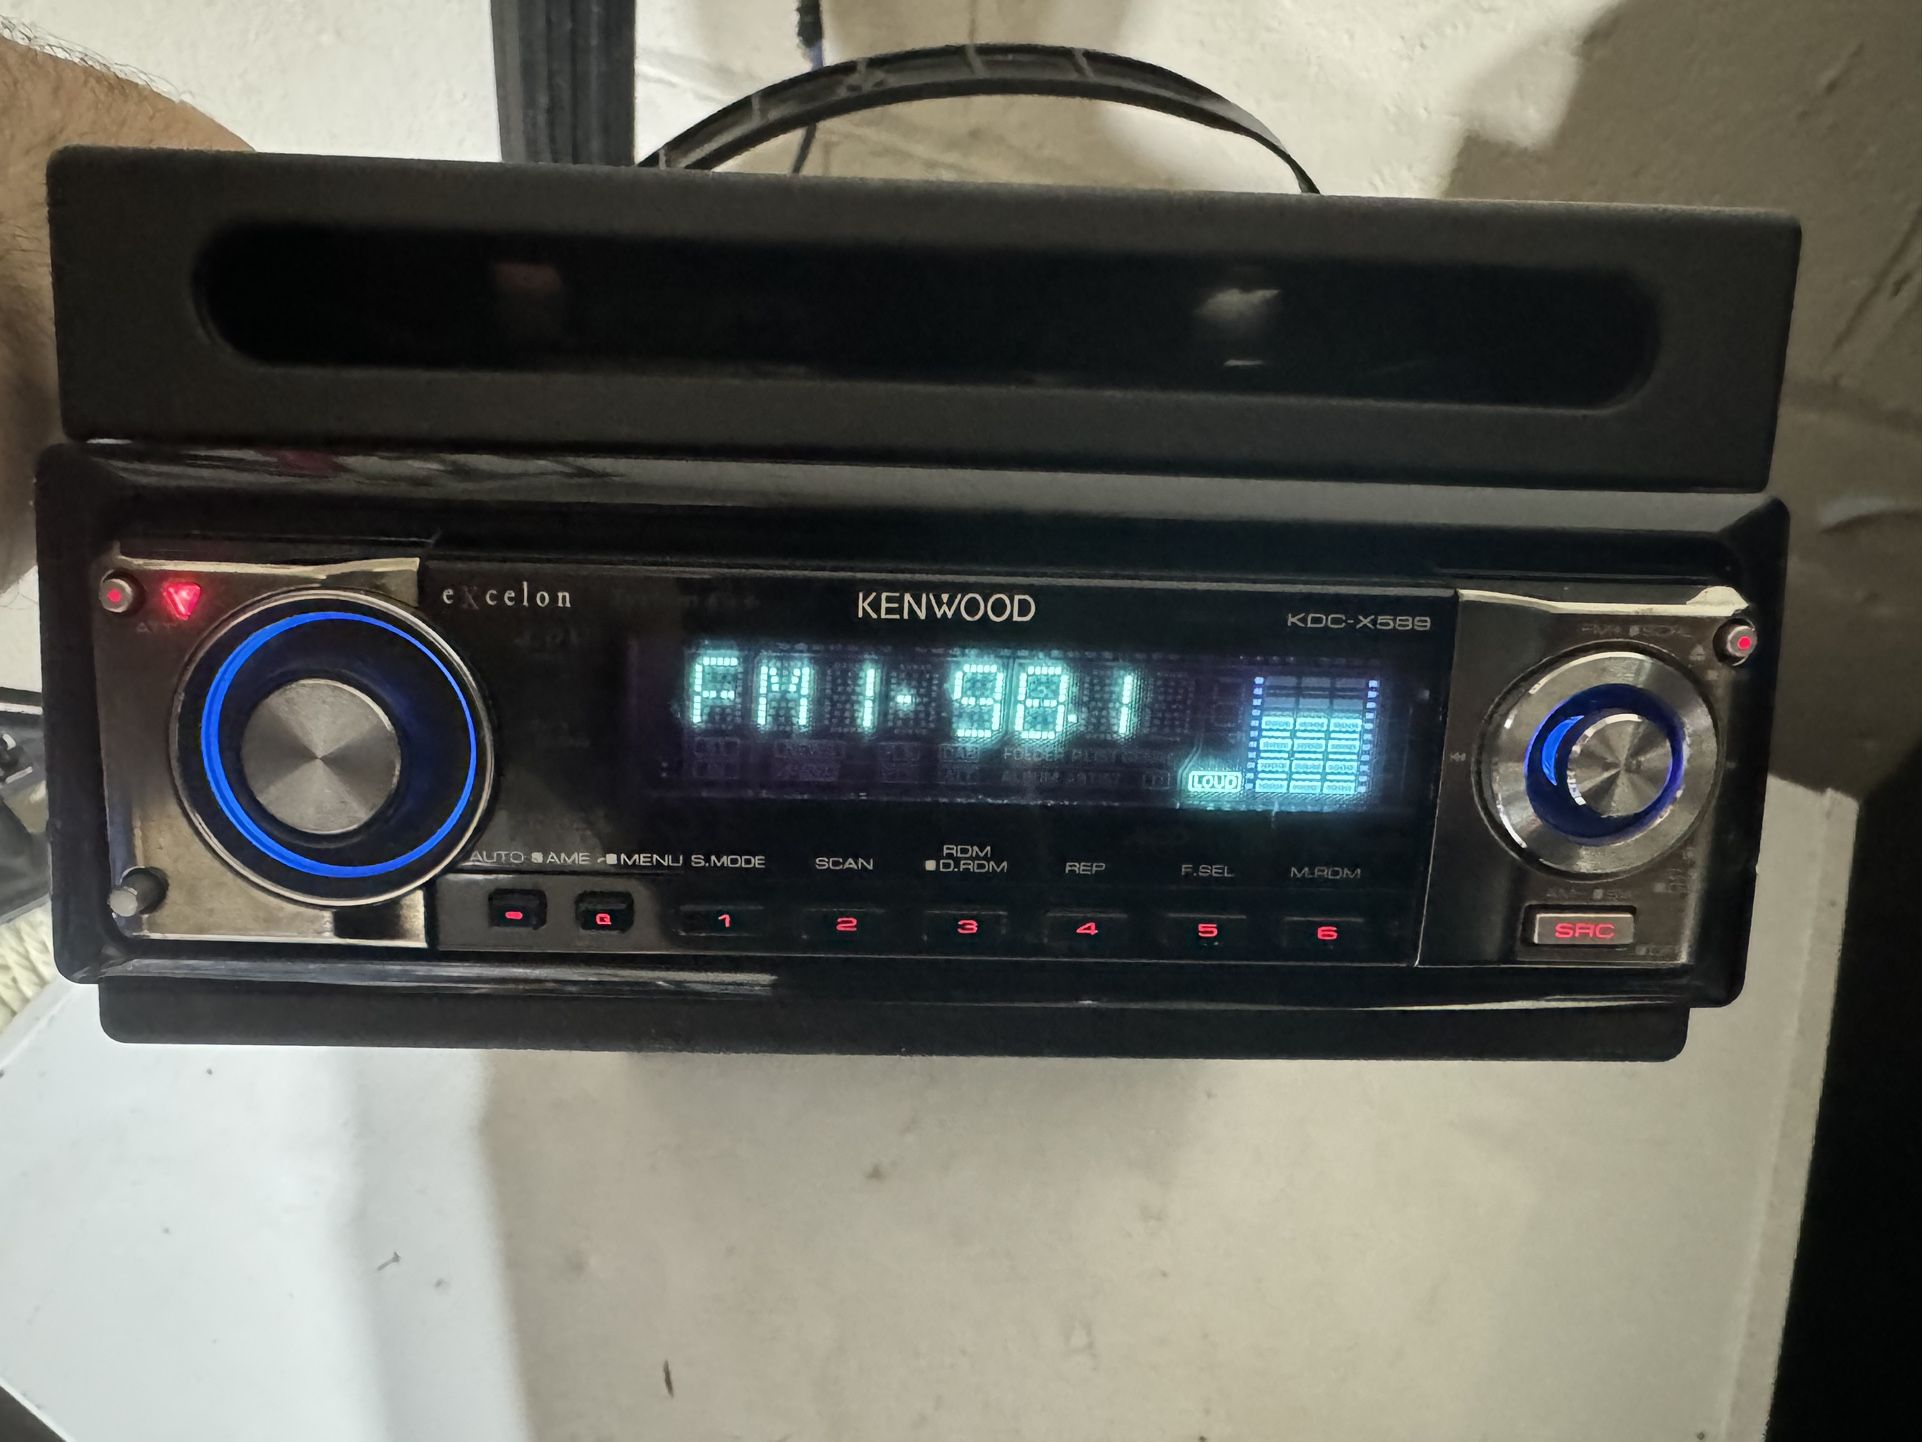 eXcelon
KENWOOD
KDC-X589
FM1 98.1
LOUD
AUTO AME MENU S.MODE
SCAN
RDM
D.RDM
REP
F.SEL
M.RDM
Q
1
2
3
4
5
6
SRC